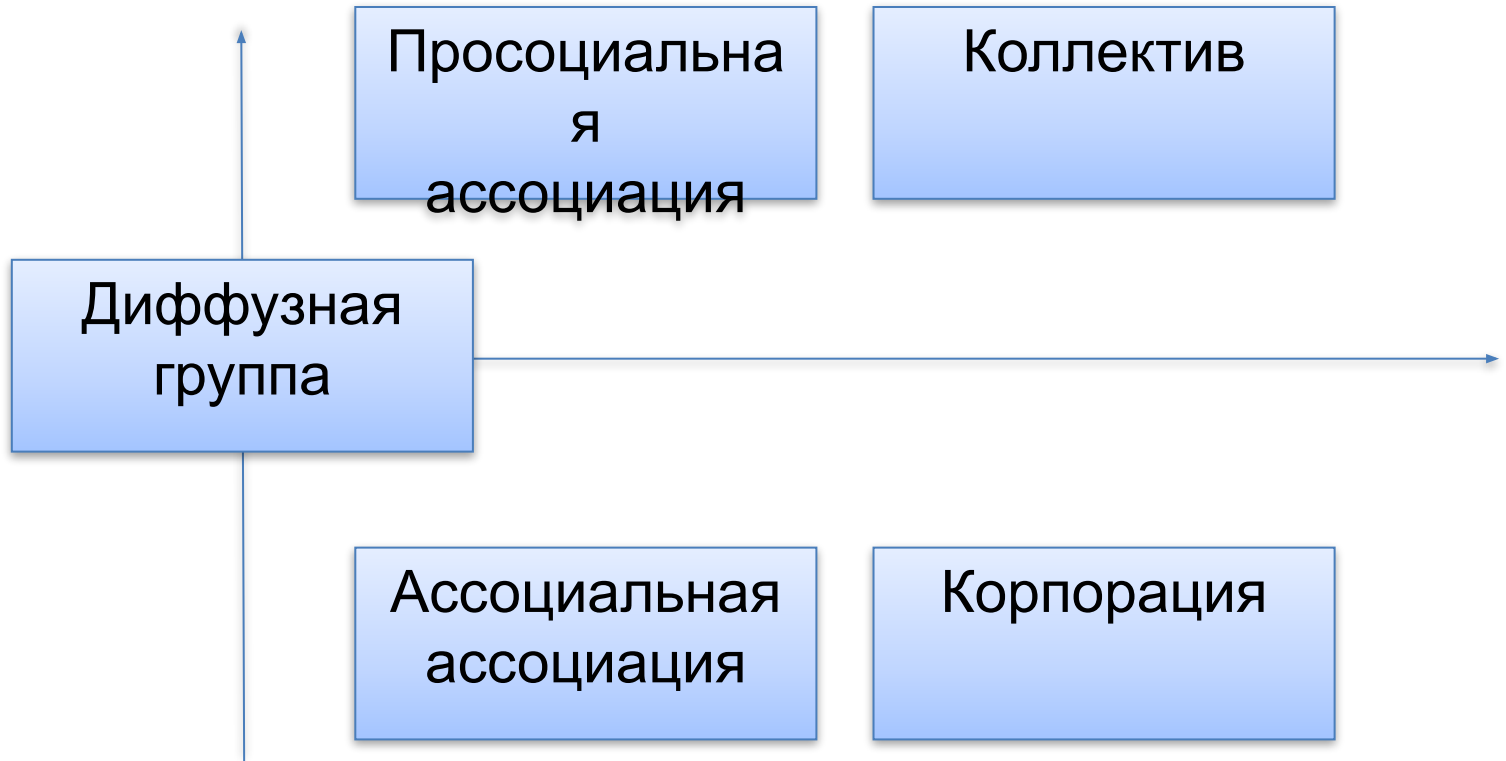 Просоциальна
я
ассоциация
Коллектив
Диффузная
группа
Ассоциальная
ассоциация
Корпорация